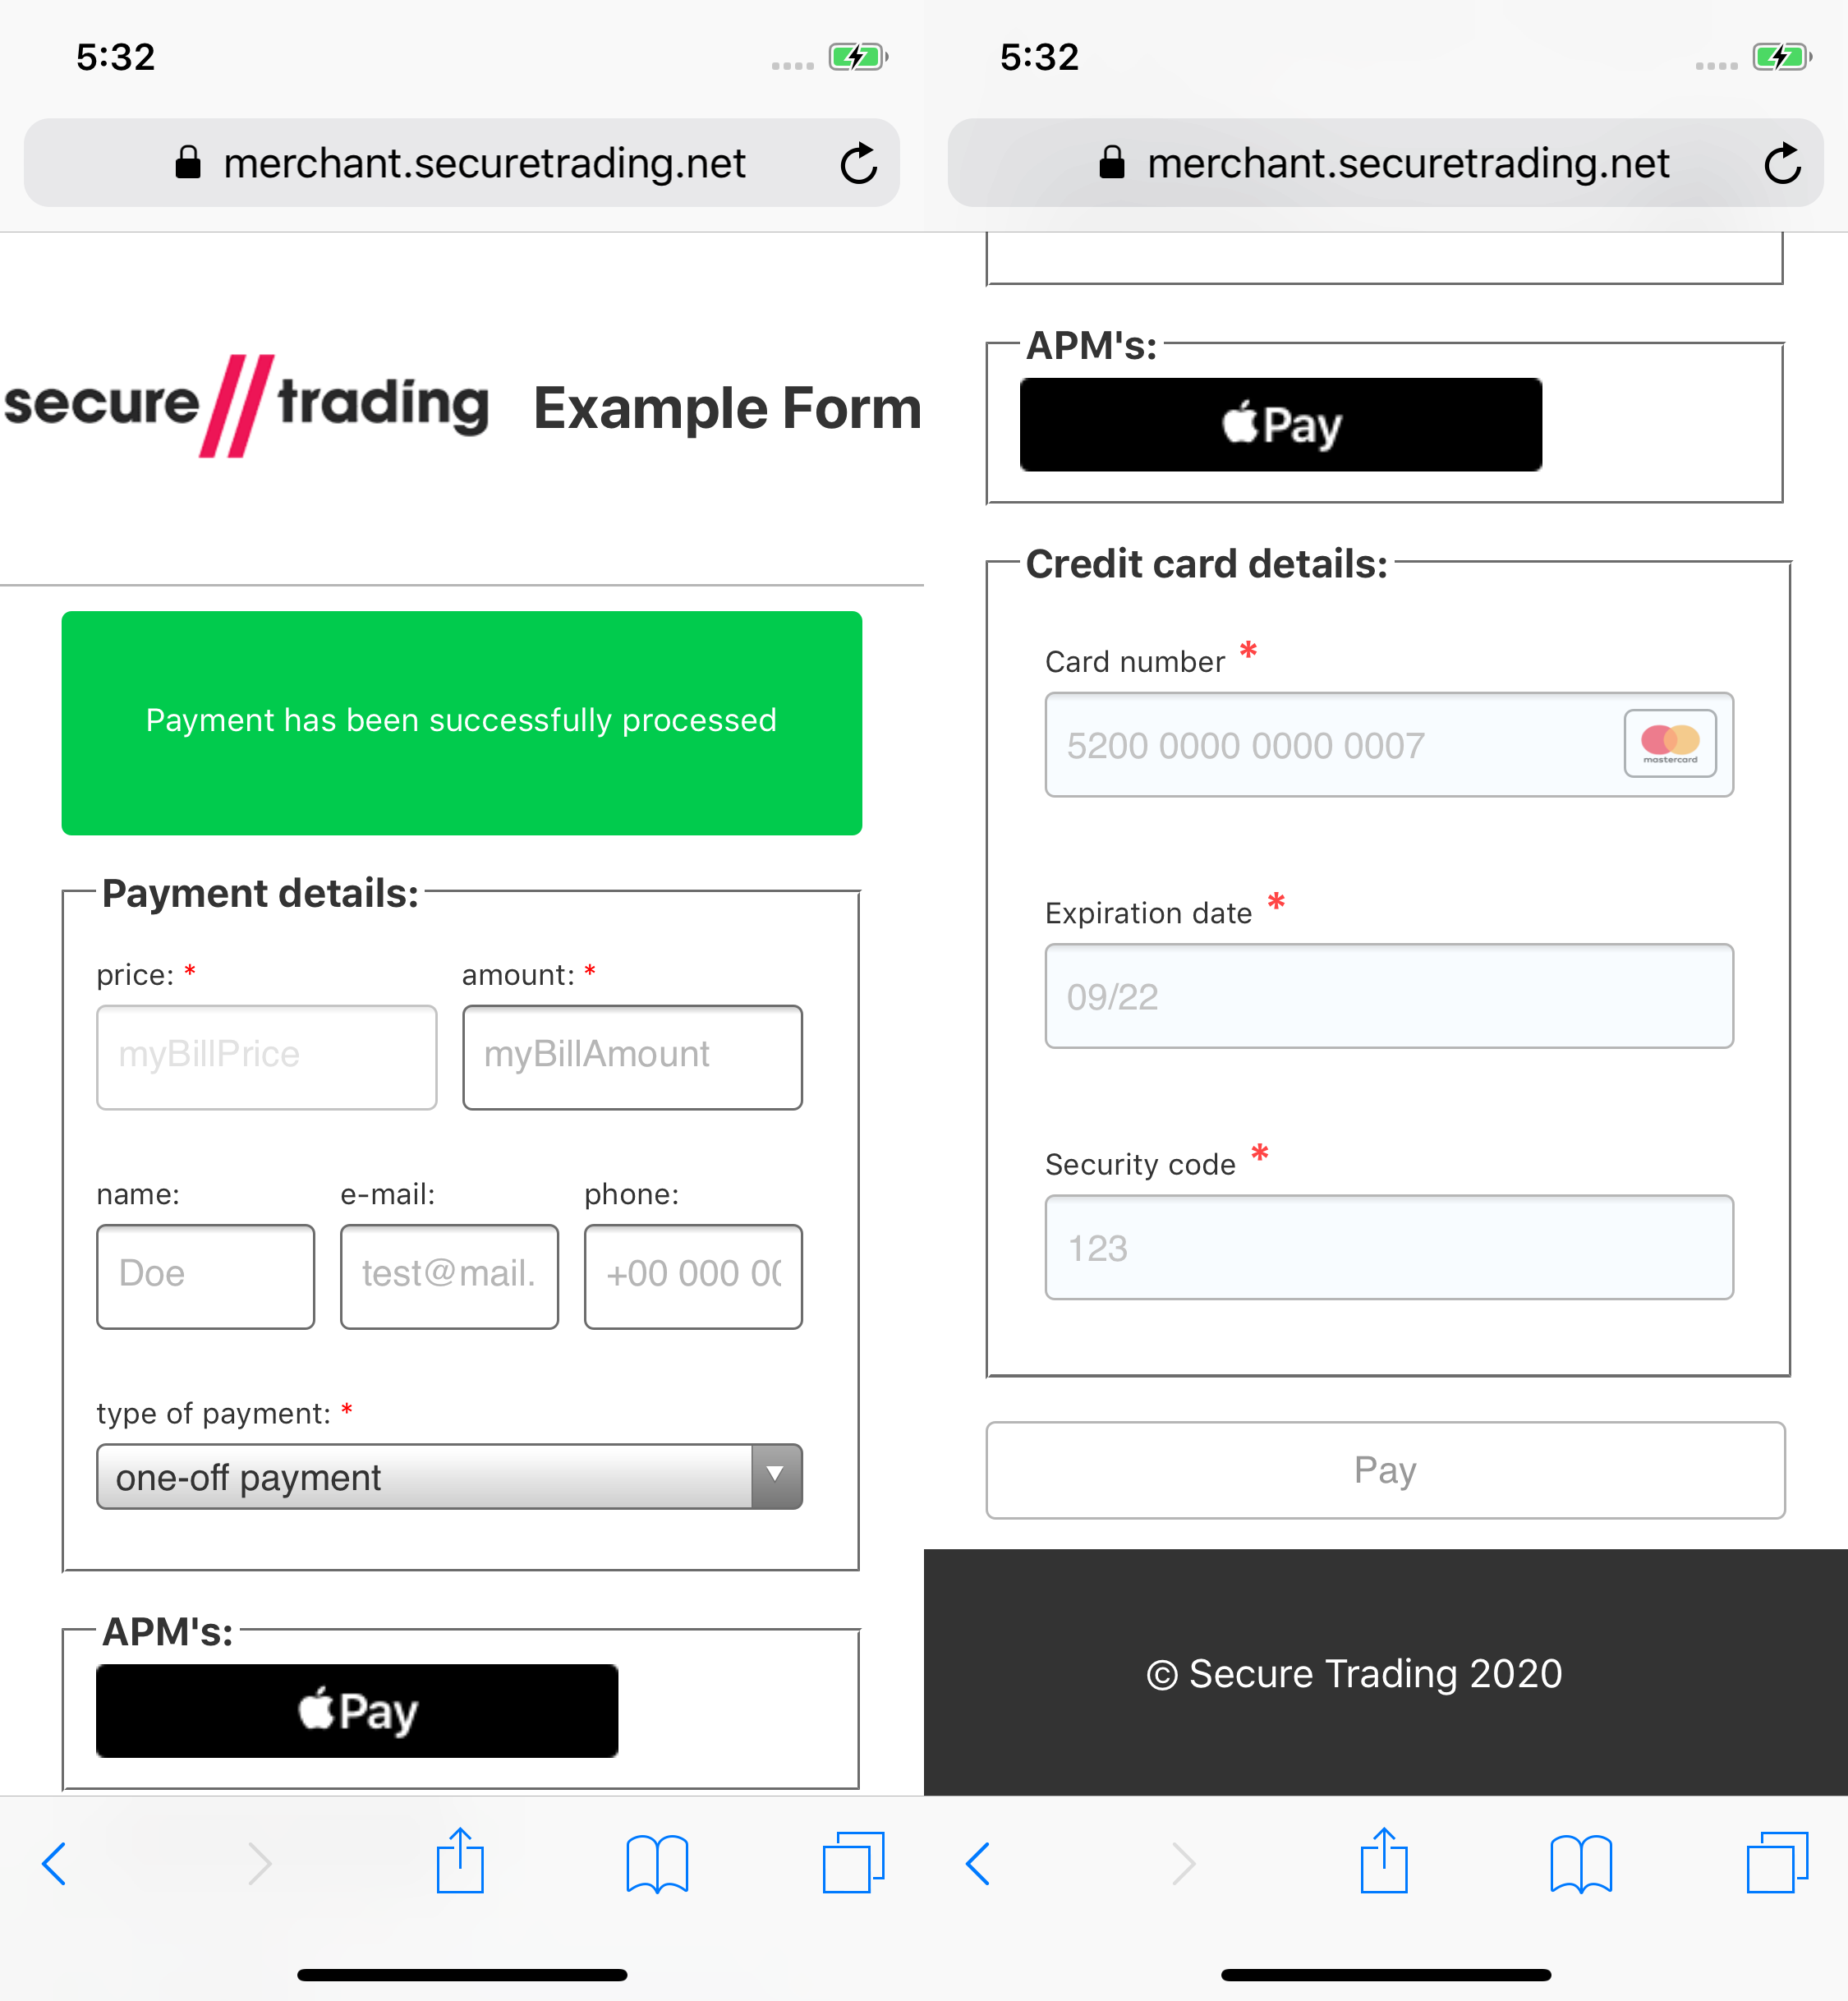 5:32
merchant.securetrading.net
secure//trading Example Form
Payment has been successfully processed
Payment details:
price: * amount: *
myBillPrice myBillAmount
name: e-mail: phone:
Doe test@mail. +00 000 00
type of payment: *
one-off payment
APM's:
Pay
5:32
merchant.securetrading.net
APM's:
Pay
Credit card details:
Card number *
5200 0000 0000 0007
mastercard
Expiration date *
09/22
Security code *
123
Pay
© Secure Trading 2020